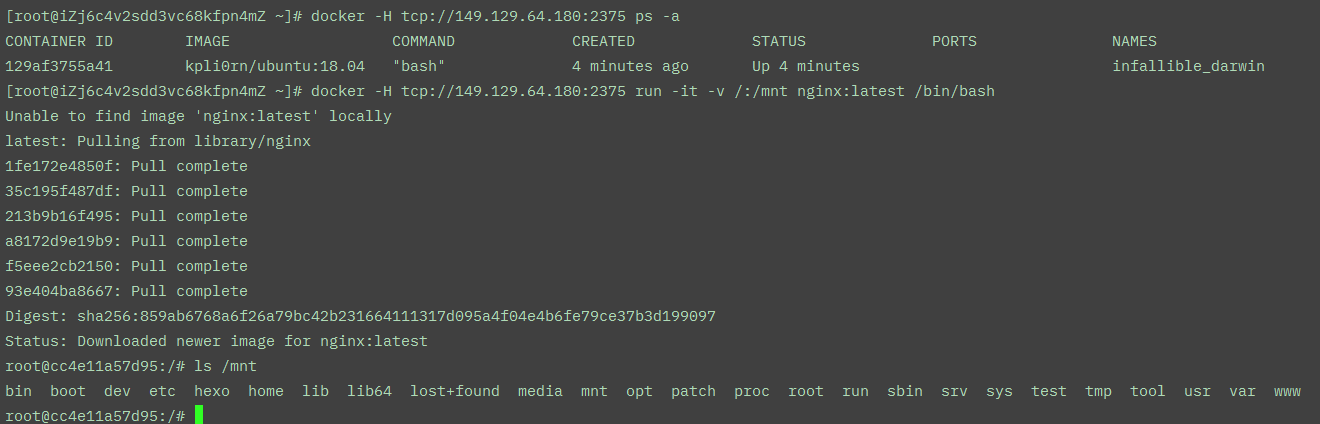 [root@iZj6c4v2sdd3vc68kfpn4mZ ~]# docker -H tcp://149.129.64.180:2375 ps -a
CONTAINER ID        IMAGE                  COMMAND             CREATED             STATUS              PORTS               NAMES
129af3755a41        kpli0rn/ubuntu:18.04   "bash"              4 minutes ago       Up 4 minutes                            infallible_darwin
[root@iZj6c4v2sdd3vc68kfpn4mZ ~]# docker -H tcp://149.129.64.180:2375 run -it -v /:/mnt nginx:latest /bin/bash
Unable to find image 'nginx:latest' locally
latest: Pulling from library/nginx
1fe172e4850f: Pull complete
35c195f487df: Pull complete
213b9b16f495: Pull complete
a8172d9e19b9: Pull complete
f5eee2cb2150: Pull complete
93e404ba8667: Pull complete
Digest: sha256:859ab6768a6f26a79bc42b231664111317d095a4f04e4b6fe79ce37b3d199097
Status: Downloaded newer image for nginx:latest
root@cc4e11a57d95:/# ls /mnt
bin  boot  dev  etc  hexo  home  lib  lib64  lost+found  media  mnt  opt  patch  proc  root  run  sbin  srv  sys  test  tmp  tool  usr  var  www
root@cc4e11a57d95:/#